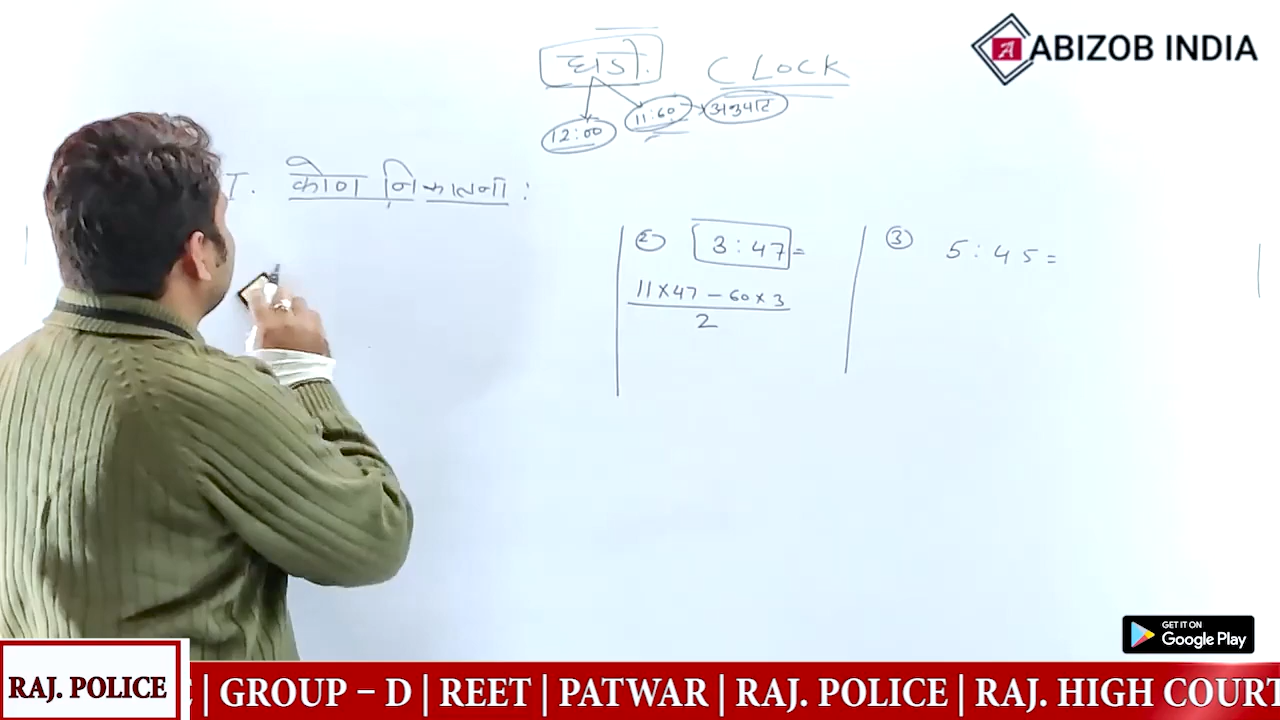 ABIZOB INDIA
घडी. CLOCK
12:00 11:60 → अनुपात
I. कोण निकालना :
② 3:47=
11×47 – 60×3
2
③ 5:45=
GET IT ON
Google Play
RAJ. POLICE
| GROUP – D | REET | PATWAR | RAJ. POLICE | RAJ. HIGH COURT